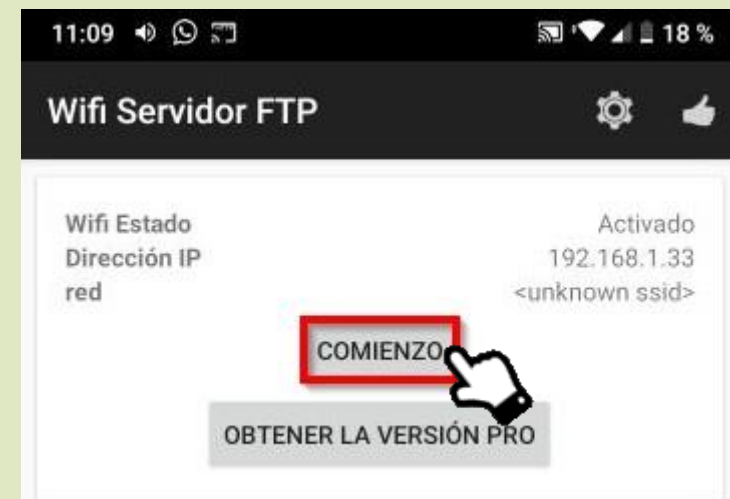 11:09 18 %
Wifi Servidor FTP
Wifi Estado Activado
Dirección IP 192.168.1.33
red <unknown ssid>
COMIENZO
OBTENER LA VERSIÓN PRO